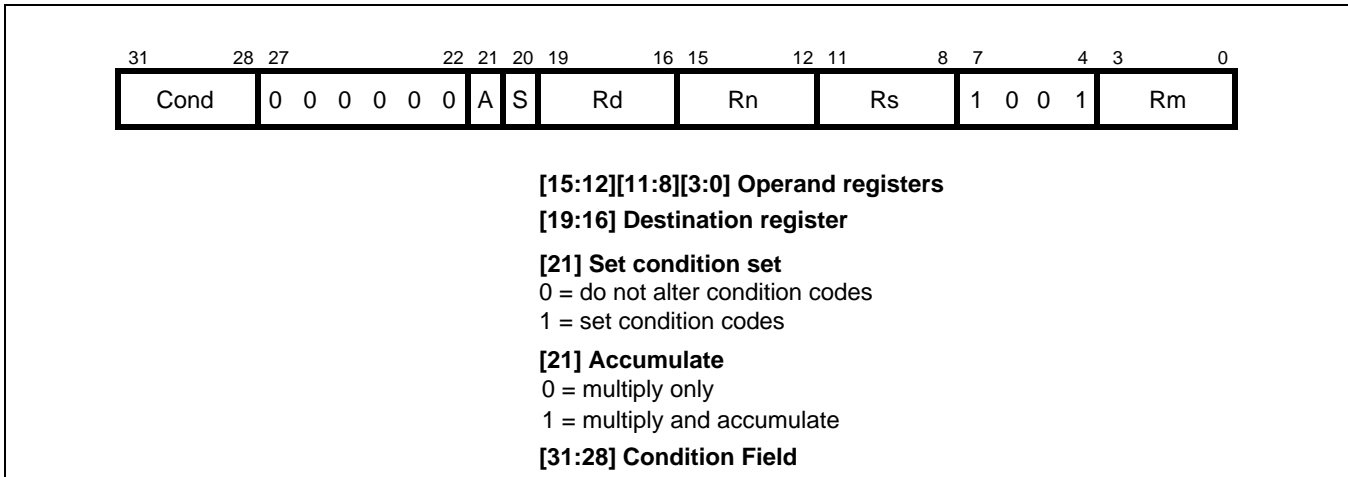 31 28 27 22 21 20 19 16 15 12 11 8 7 4 3 0
Cond 0 0 0 0 0 0 A S Rd Rn Rs 1 0 0 1 Rm
[15:12][11:8][3:0] Operand registers
[19:16] Destination register
[21] Set condition set
0 = do not alter condition codes
1 = set condition codes
[21] Accumulate
0 = multiply only
1 = multiply and accumulate
[31:28] Condition Field